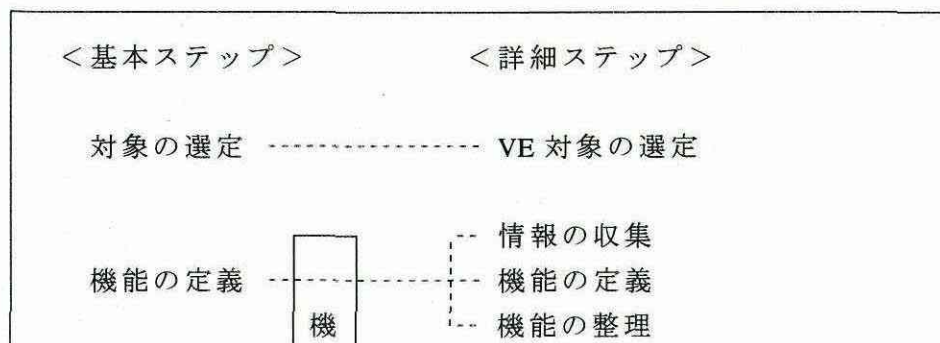 ＜基本ステップ＞ ＜詳細ステップ＞
対象の選定 VE 対象の選定
情報の収集
機能の定義 機能の定義
機 機能の整理